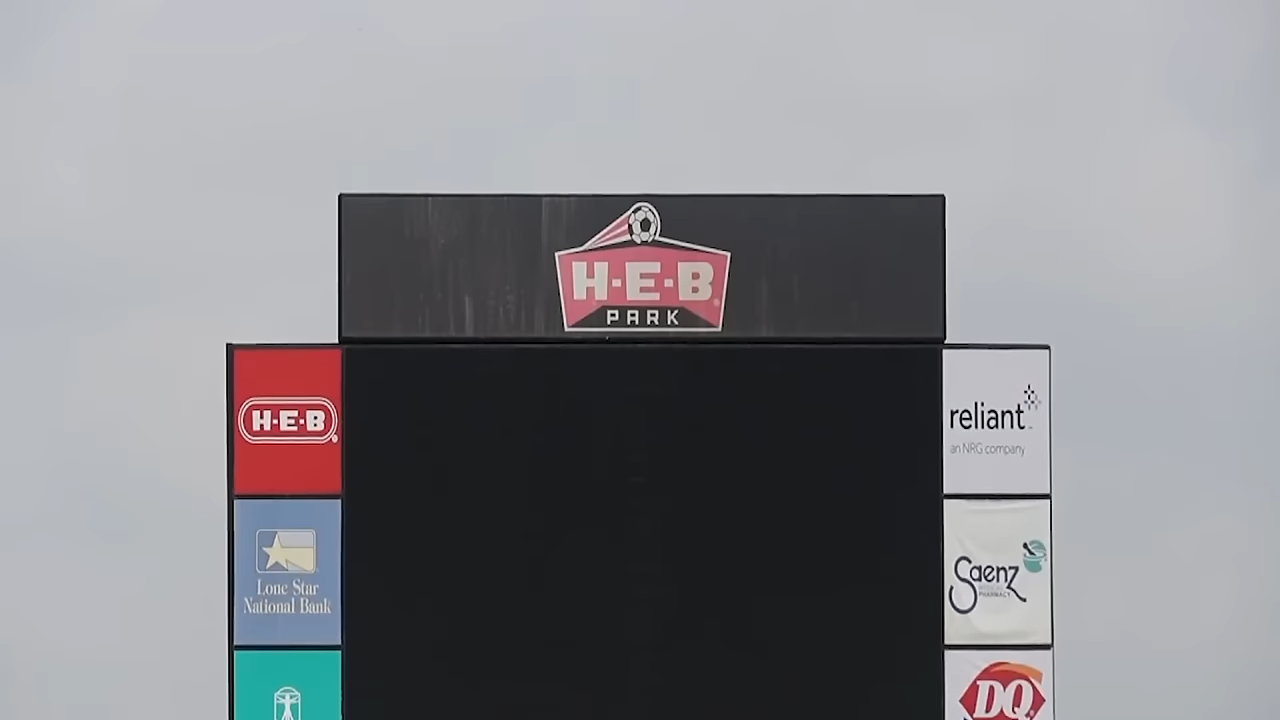 H·E·B
PARK
H·E·B
Lone Star
National Bank
reliant
an NRG company
Saenz
PHARMACY
DQ